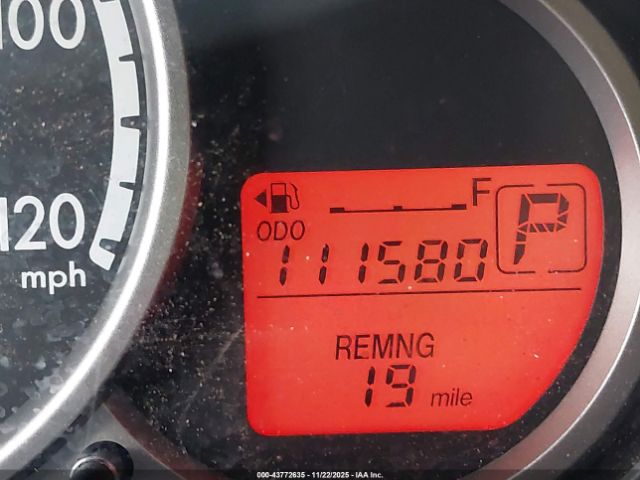 100
120
mph
F
ODO
111580
P
REMNG
19 mile
000-43772635 - 11/22/2025 - IAA Inc.